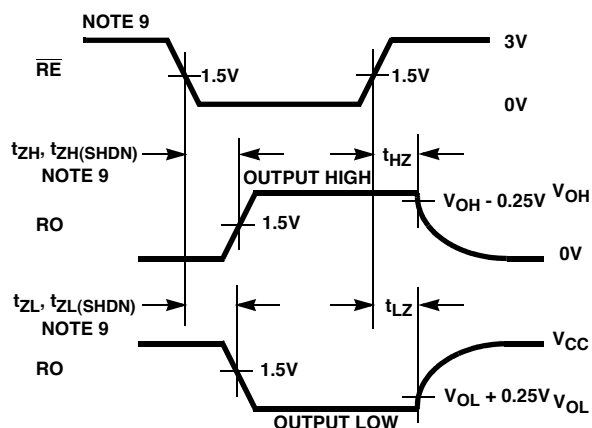 NOTE 9
3V
RE
1.5V
1.5V
0V
tZH, tZH(SHDN)
NOTE 9
tHZ
OUTPUT HIGH
VOH - 0.25V VOH
RO
1.5V
0V
tZL, tZL(SHDN)
NOTE 9
tLZ
VCC
RO
1.5V
VOL + 0.25V VOL
OUTPUT LOW